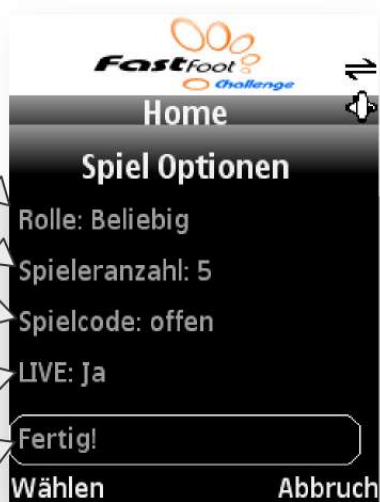 FastFoot
Challenge
Home
Spiel Optionen
Rolle: Beliebig
Spieleranzahl: 5
Spielcode: offen
LIVE: Ja
Fertig!
Wählen Abbruch